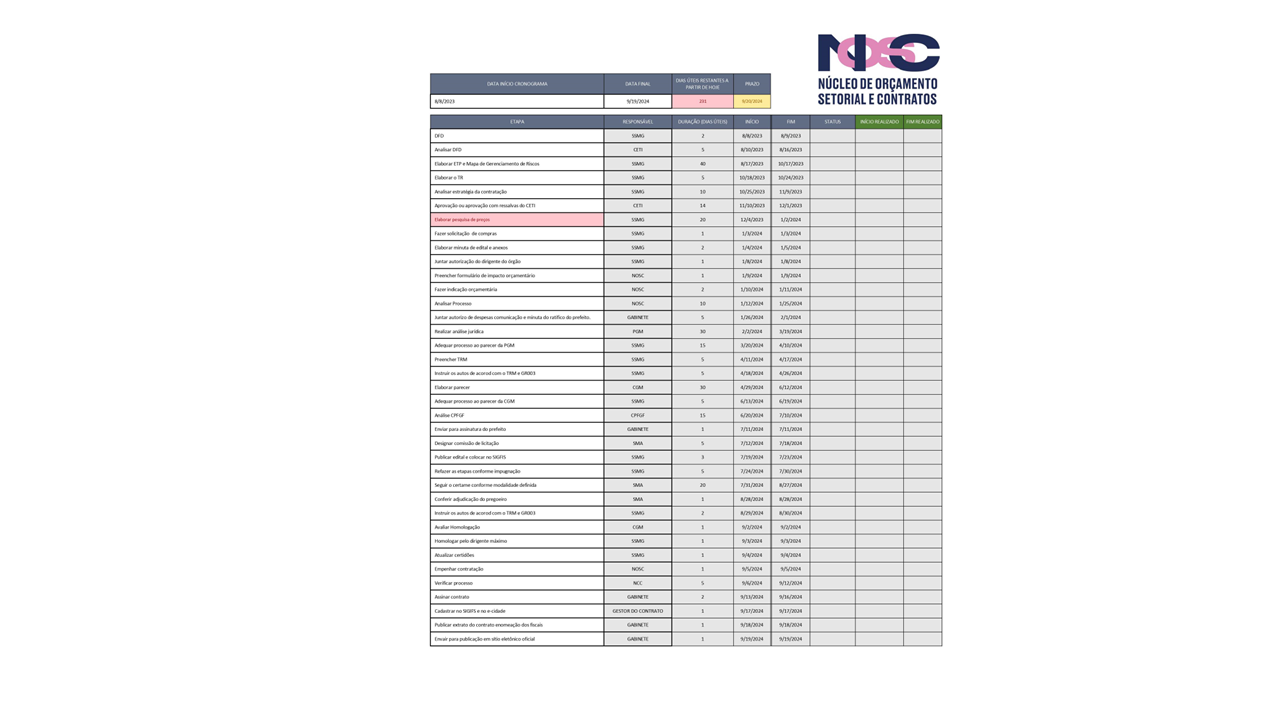 NOSC
NÚCLEO DE ORÇAMENTO
SETORIAL E CONTRATOS
DATA INÍCIO CRONOGRAMA DATA FINAL DIAS ÚTEIS RESTANTES A PARTIR DE HOJE PRAZO
8/8/2023 9/19/2024 231 9/20/2024
ETAPA RESPONSÁVEL DURAÇÃO (DIAS ÚTEIS) INÍCIO FIM STATUS INÍCIO REALIZADO FIM REALIZADO
DFD SSMG 2 8/8/2023 8/9/2023
Analisar DFD CETI 5 8/10/2023 8/16/2023
Elaborar ETP e Mapa de Gerenciamento de Riscos SSMG 40 8/17/2023 10/17/2023
Elaborar o TR SSMG 5 10/18/2023 10/24/2023
Analisar estratégia da contratação SSMG 10 10/25/2023 11/9/2023
Aprovação ou aprovação com ressalvas do CETI CETI 14 11/10/2023 12/1/2023
Elaborar pesquisa de preços SSMG 20 12/4/2023 1/2/2024
Fazer solicitação de compras SSMG 1 1/3/2024 1/3/2024
Elaborar minuta de edital e anexos SSMG 2 1/4/2024 1/5/2024
Juntar autorização do dirigente do órgão SSMG 1 1/8/2024 1/8/2024
Preencher formulário de impacto orçamentário NOSC 1 1/9/2024 1/9/2024
Fazer indicação orçamentária NOSC 2 1/10/2024 1/11/2024
Analisar Processo NOSC 10 1/12/2024 1/25/2024
Juntar autorizo de despesas comunicação e minuta do ratifico do prefeito. GABINETE 5 1/26/2024 2/1/2024
Realizar análise jurídica PGM 30 2/2/2024 3/19/2024
Adequar processo ao parecer da PGM SSMG 15 3/20/2024 4/10/2024
Preencher TRM SSMG 5 4/11/2024 4/17/2024
Instruir os autos de acorod com o TRM e GR003 SSMG 5 4/18/2024 4/26/2024
Elaborar parecer CGM 30 4/29/2024 6/12/2024
Adequar processo ao parecer da CGM SSMG 5 6/13/2024 6/19/2024
Análise CPFGF CPFGF 15 6/20/2024 7/10/2024
Enviar para assinatura do prefeito GABINETE 1 7/11/2024 7/11/2024
Designar comissão de licitação SMA 5 7/12/2024 7/18/2024
Publicar edital e colocar no SIGFIS SSMG 3 7/19/2024 7/23/2024
Refazer as etapas conforme impugnação SSMG 5 7/24/2024 7/30/2024
Seguir o certame conforme modalidade definida SMA 20 7/31/2024 8/27/2024
Conferir adjudicação do pregoeiro SMA 1 8/28/2024 8/28/2024
Instruir os autos de acorod com o TRM e GR003 SSMG 2 8/29/2024 8/30/2024
Avaliar Homologação CGM 1 9/2/2024 9/2/2024
Homologar pelo dirigente máximo SSMG 1 9/3/2024 9/3/2024
Atualizar certidões SSMG 1 9/4/2024 9/4/2024
Empenhar contratação NOSC 1 9/5/2024 9/5/2024
Verificar processo NCC 5 9/6/2024 9/12/2024
Assinar contrato GABINETE 2 9/13/2024 9/16/2024
Cadastrar no SIGIFS e no e-cidade GESTOR DO CONTRATO 1 9/17/2024 9/17/2024
Publicar extrato do contrato enomeação dos fiscais GABINETE 1 9/18/2024 9/18/2024
Envair para publicação em sítio eletônico oficial GABINETE 1 9/19/2024 9/19/2024